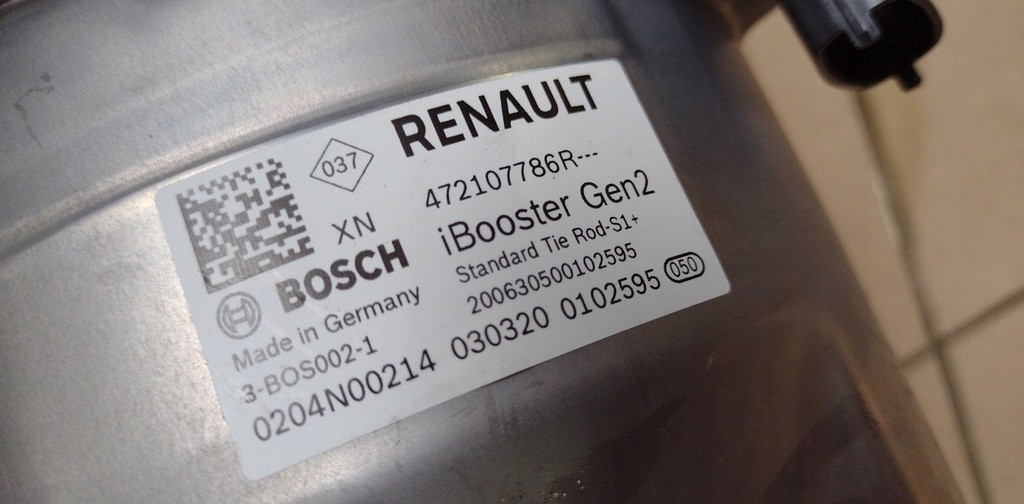 037
RENAULT
XN
472107786R---
BOSCH
iBooster Gen2
Made in Germany
Standard Tie Rod-S1+
3-BOS002-1
200630500102595
0204N00214 030320 0102595 050